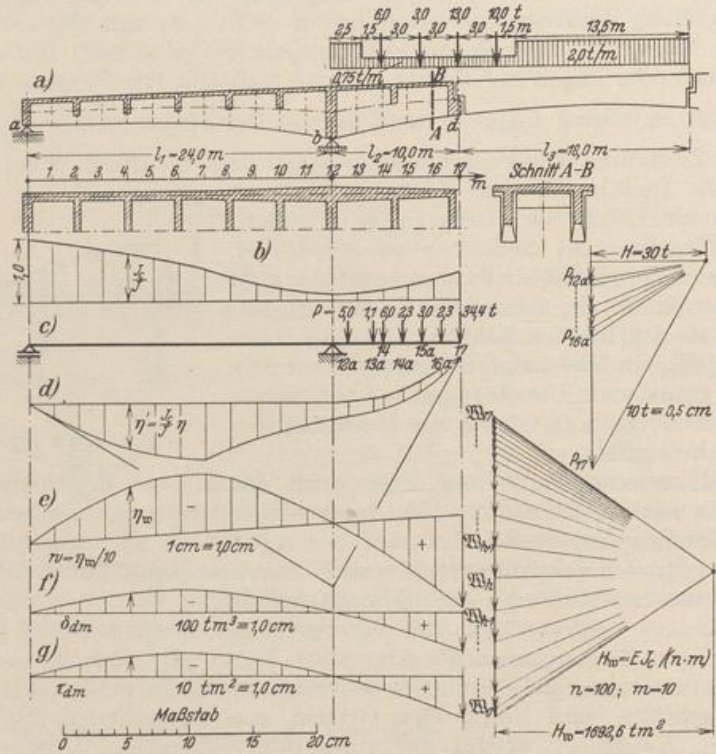 6,0 3,0 13,0 10,0 t
2,5 1,5 3,0 3,0 3,0 1,5 m 13,5 m
0,75 t/m 2,0 t/m
a)
a b B A d
l₁ = 24,0 m l₂ = 10,0 m l₃ = 18,0 m
1. 2. 3. 4. 5. 6. 7. 8. 9. 10. 11. 12 13. 14. 15. 16. 17
m
Schnitt A-B
b)
1,0
H = 30 t
P12a
P16a
10 t = 0,5 cm
P17
c)
P = 5,0 1,1 6,0 2,3 3,0 2,3 34,4 t
12a 13a 14 14a 15a 16a 17
d)
e)
ηw
w = ηw/10
1 cm = 1,0 cm
− +
f)
δdm
100 tm³ = 1,0 cm
− +
g)
τdm
10 tm² = 1,0 cm
− +
Hw = EJc/(n·m)
n = 100 ; m = 10
Hw = 1692,6 tm²
Maßstab
0 5 10 15 20 cm